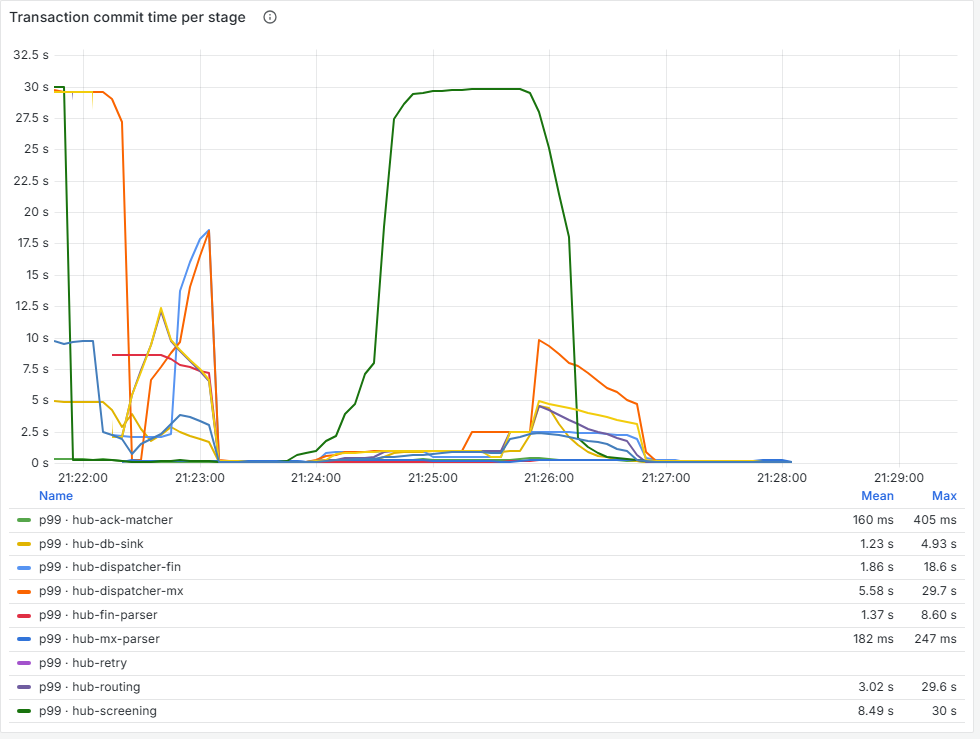 Transaction commit time per stage
32.5 s
30 s
27.5 s
25 s
22.5 s
20 s
17.5 s
15 s
12.5 s
10 s
7.5 s
5 s
2.5 s
0 s
21:22:00 21:23:00 21:24:00 21:25:00 21:26:00 21:27:00 21:28:00 21:29:00
Name Mean Max
p99 · hub-ack-matcher 160 ms 405 ms
p99 · hub-db-sink 1.23 s 4.93 s
p99 · hub-dispatcher-fin 1.86 s 18.6 s
p99 · hub-dispatcher-mx 5.58 s 29.7 s
p99 · hub-fin-parser 1.37 s 8.60 s
p99 · hub-mx-parser 182 ms 247 ms
p99 · hub-retry
p99 · hub-routing 3.02 s 29.6 s
p99 · hub-screening 8.49 s 30 s